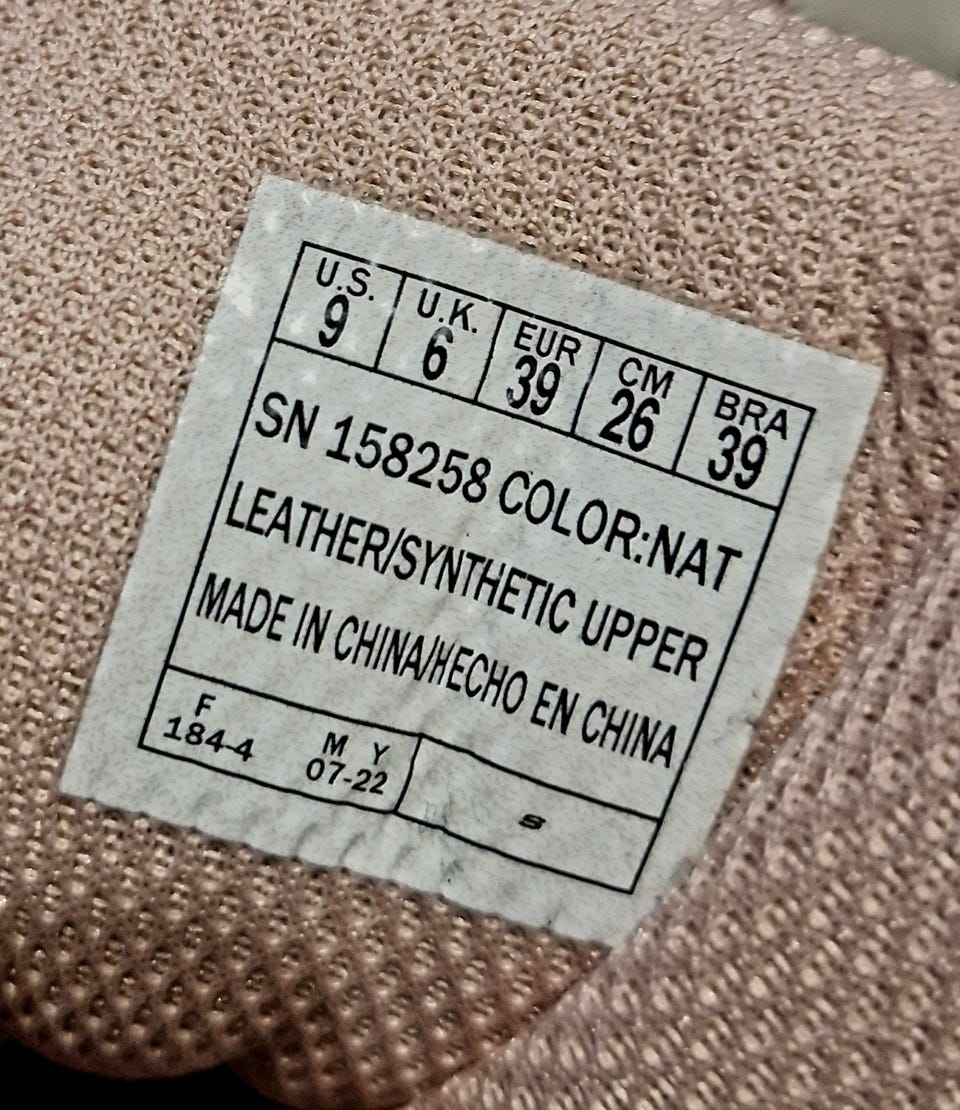 U.S. U.K. EUR CM BRA
9 6 39 26 39
SN 158258 COLOR:NAT
LEATHER/SYNTHETIC UPPER
MADE IN CHINA/HECHO EN CHINA
F M Y
184-4 07-22 s